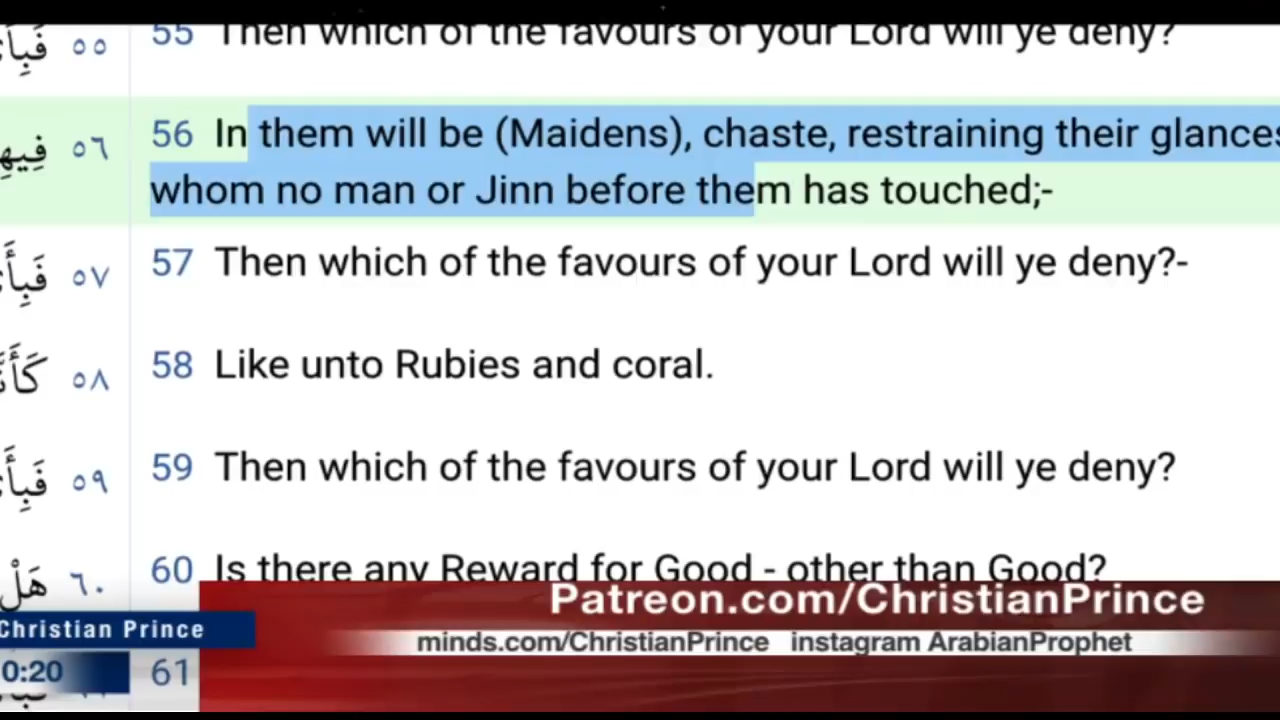 ٥٥ 55 Then which of the favours of your Lord will ye deny?
٥٦ 56 In them will be (Maidens), chaste, restraining their glances
whom no man or Jinn before them has touched;-
٥٧ 57 Then which of the favours of your Lord will ye deny?-
٥٨ 58 Like unto Rubies and coral.
٥٩ 59 Then which of the favours of your Lord will ye deny?
هَلْ ٦٠ 60 Is there any Reward for Good - other than Good?
Patreon.com/ChristianPrince
Christian Prince
minds.com/ChristianPrince instagram ArabianProphet
0:20
61